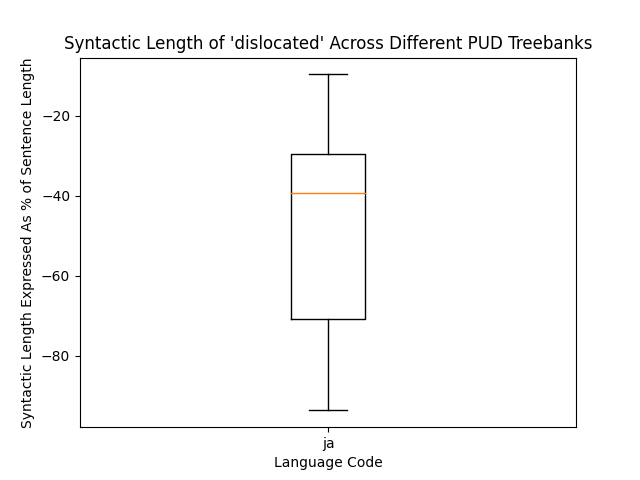 Syntactic Length of 'dislocated' Across Different PUD Treebanks
Syntactic Length Expressed As % of Sentence Length
−20
−40
−60
−80
ja
Language Code